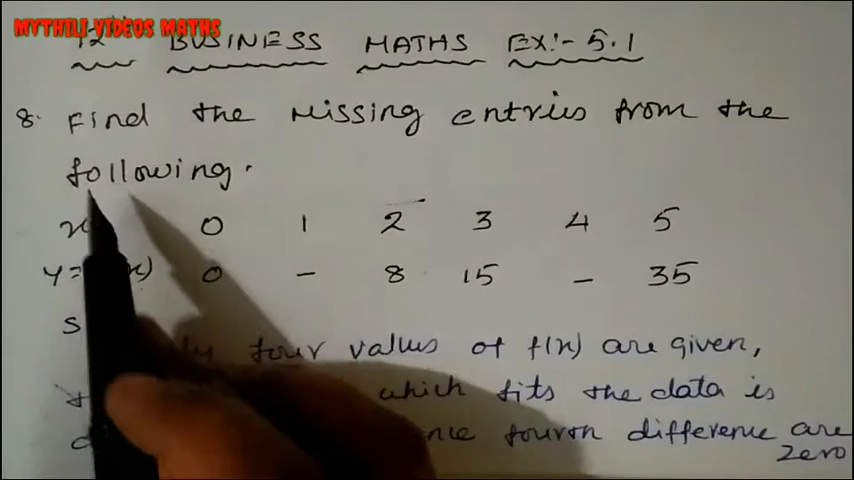 MYTHILI VIDEOS MATHS
12th BUSINESS MATHS EX:- 5.1
8. Find the Missing entries from the
following.
x 0 1 2 3 4 5
y= x) 0 - 8 15 - 35
S
four values of f(x) are given,
which fits the data is
fourth difference are
zero